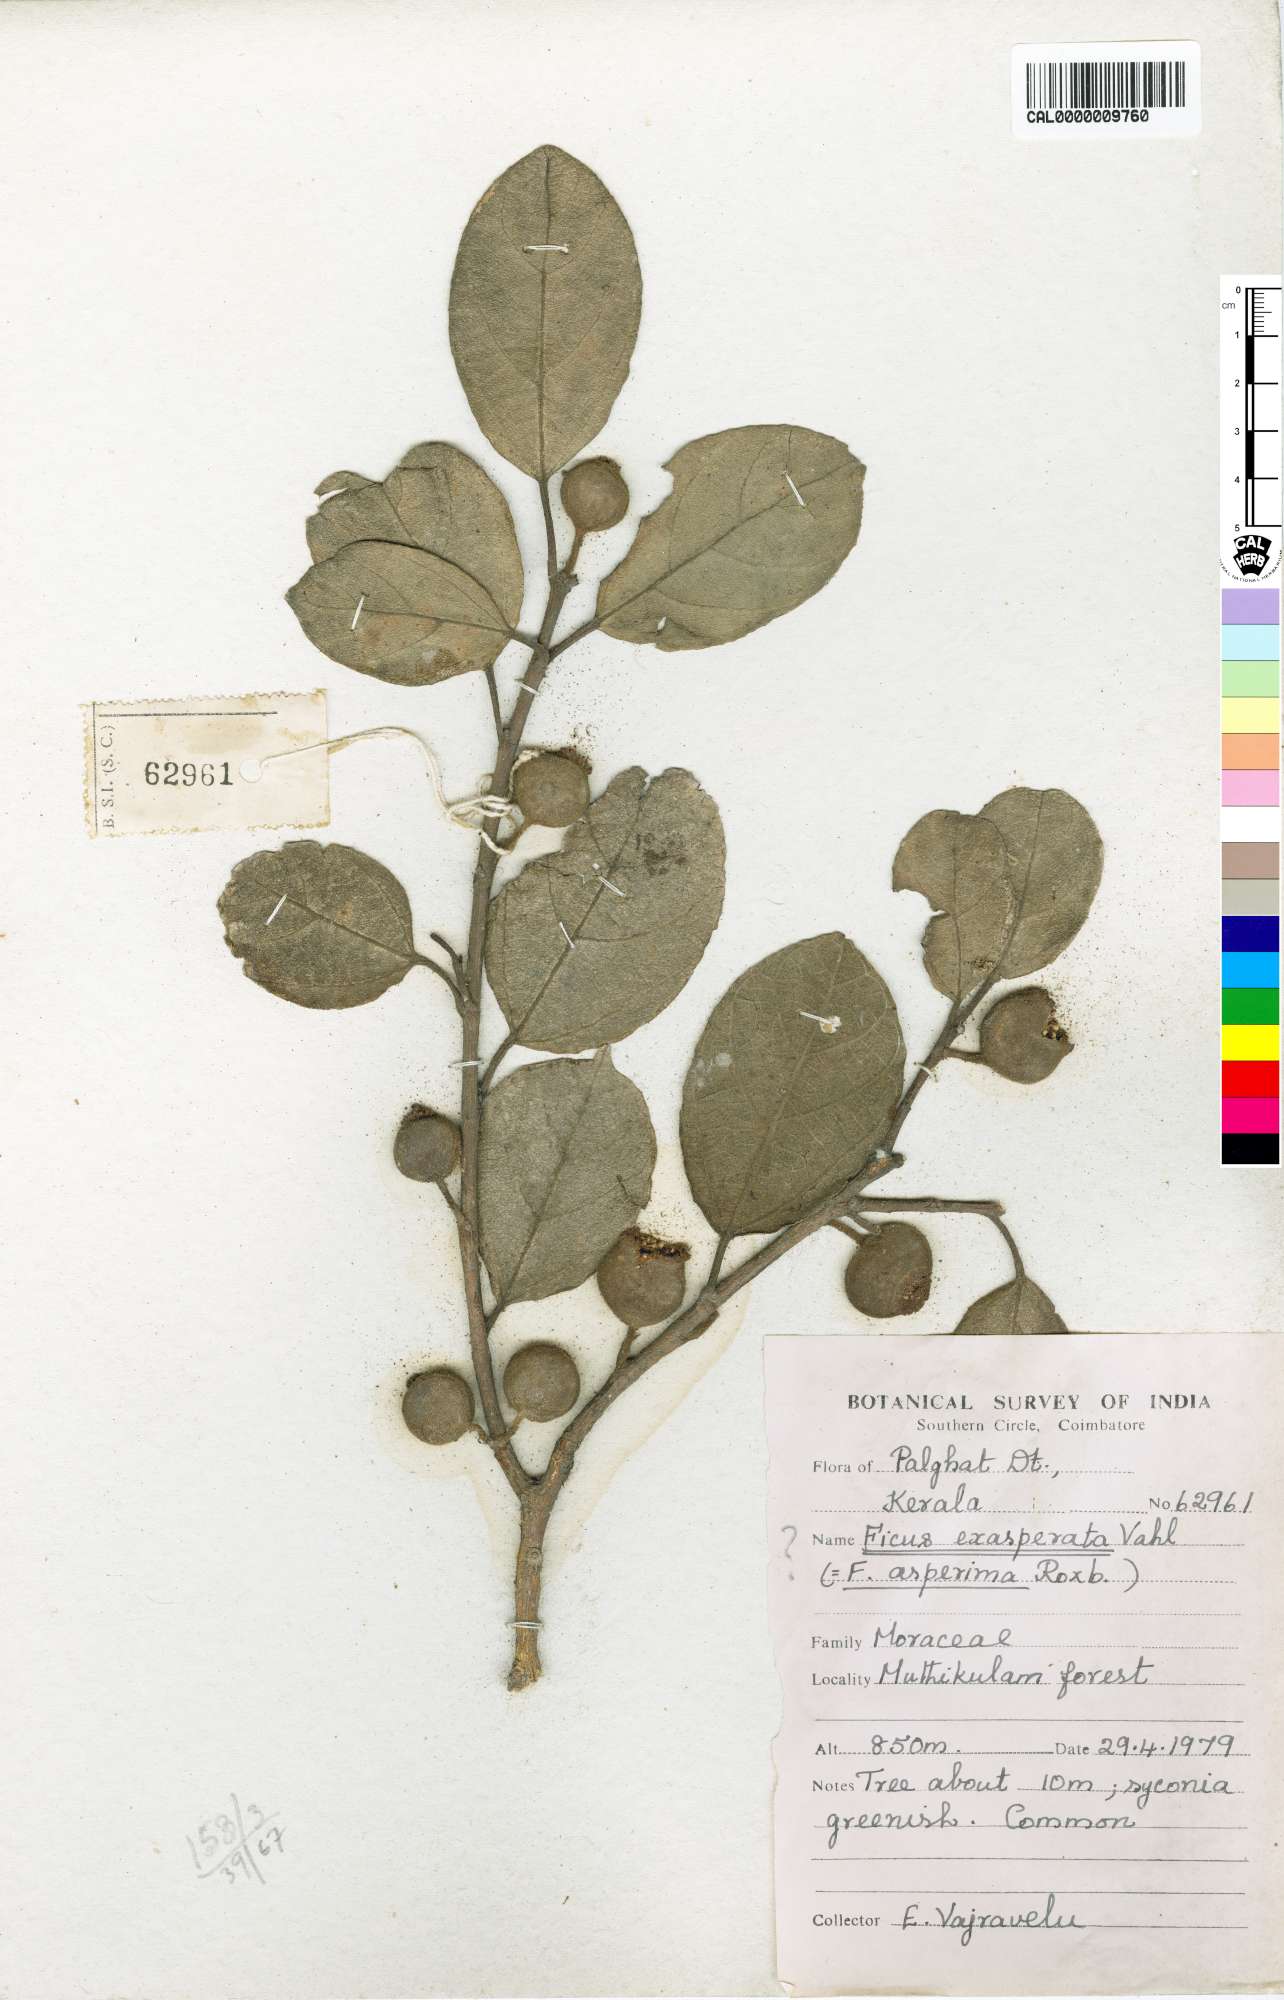 CAL0000009760
0
cm
1
2
3
4
5
CAL
HERB
B. S.I. (S. C.)
62961
BOTANICAL SURVEY OF INDIA
Southern Circle, Coimbatore
Flora of Palghat Dt.,
Kerala No 62961
? Name Ficus exasperata Vahl
(= F. asperima Roxb.)
Family Moraceae
Locality Muthikulam forest
Alt. 850m. Date 29.4.1979
Notes Tree about 10m; syconia
greenish. Common
Collector E. Vajravelu
158/3
39/67